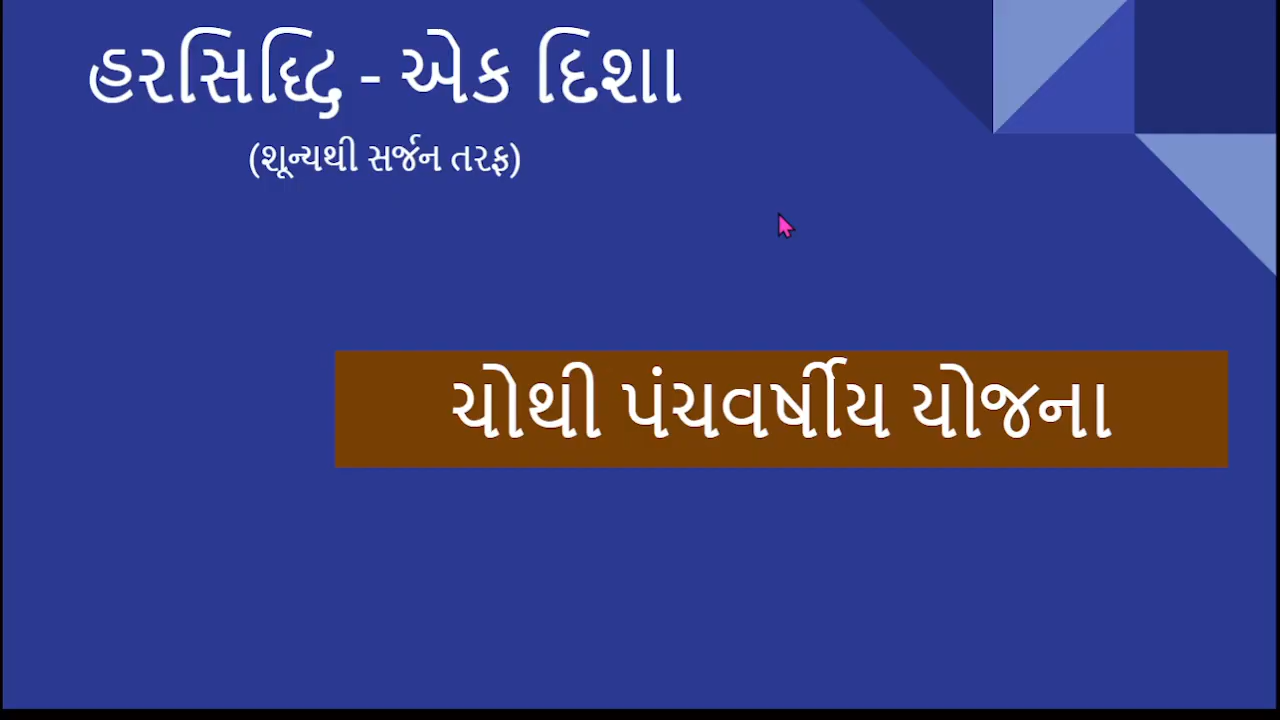 હરસિદ્ધિ - એક દિશા
(શૂન્યથી સર્જન તરફ)
ચોથી પંચવર્ષીય યોજના